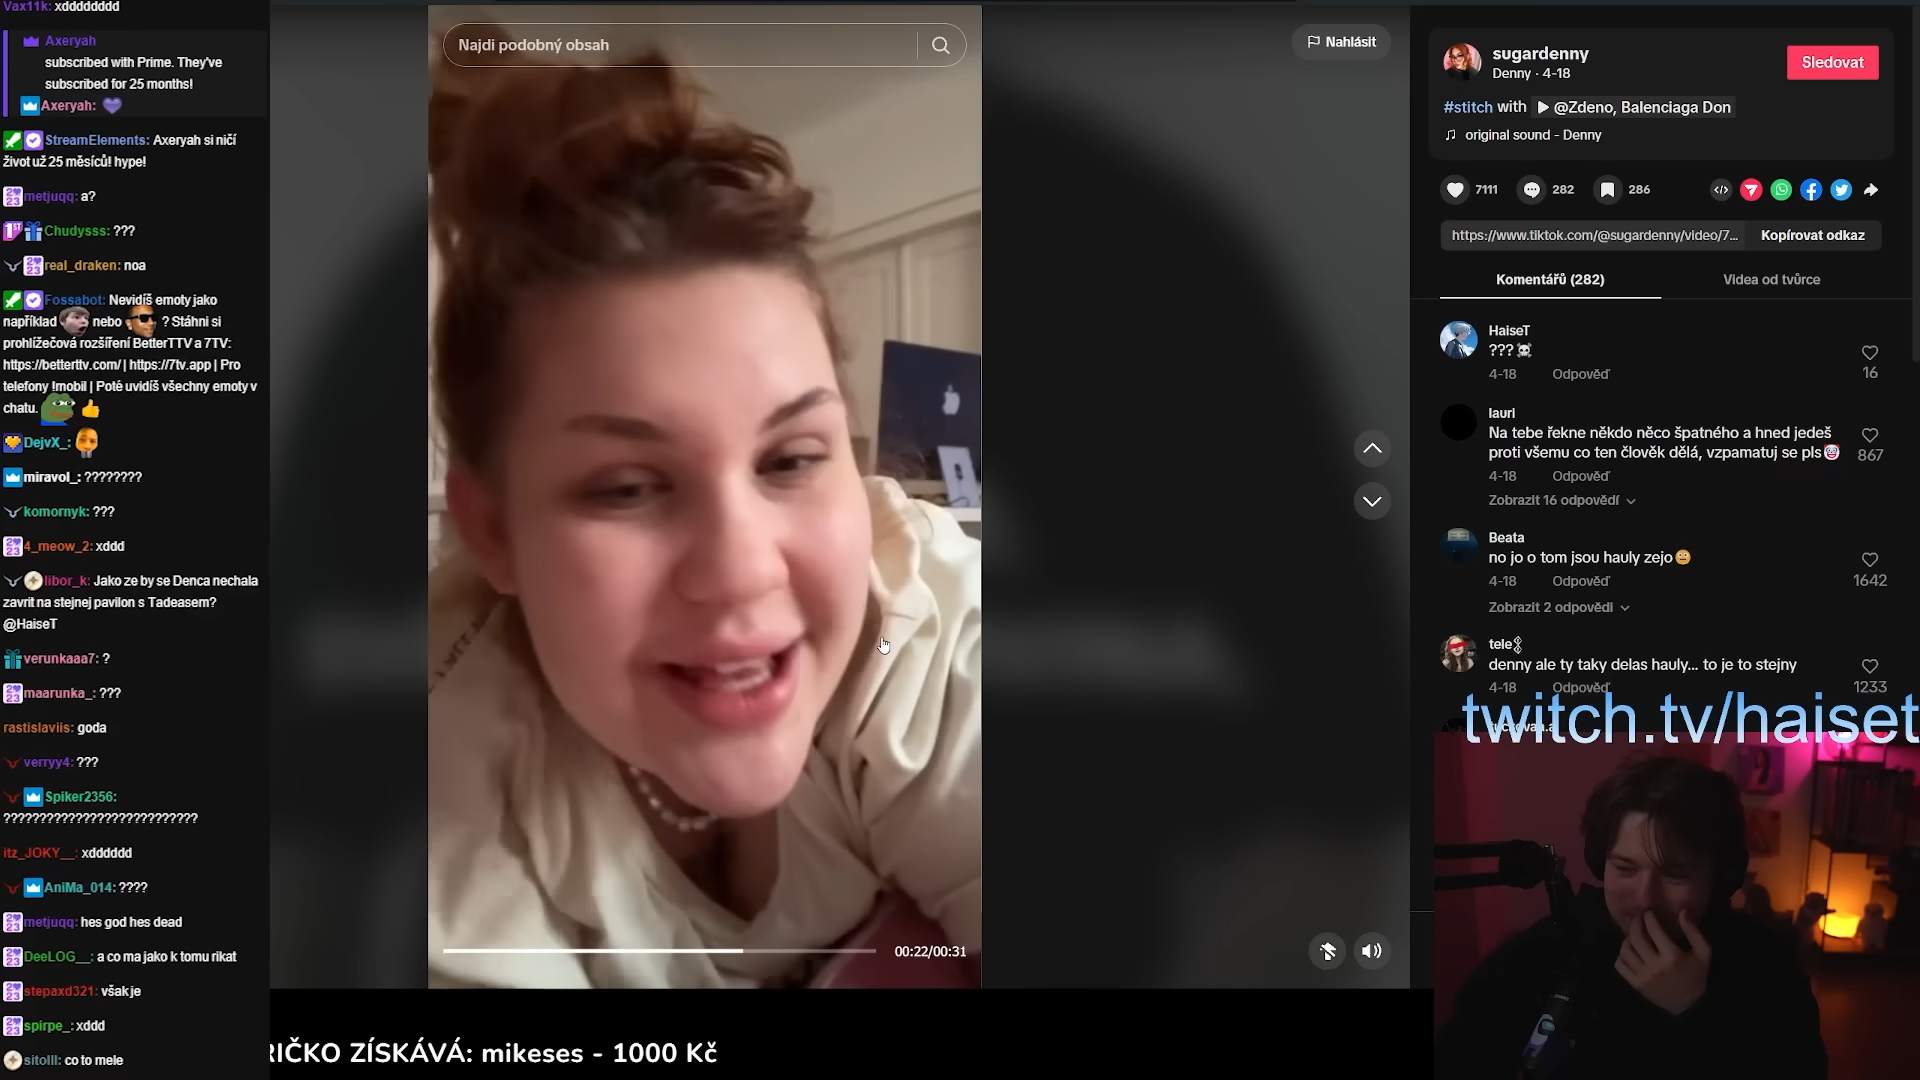 Vax11k: xdddddddd
Axeryah
subscribed with Prime. They've
subscribed for 25 months!
Axeryah:
StreamElements: Axeryah si ničí
život už 25 měsíců! hype!
metjuqq: a?
Chudysss: ???
real_draken: noa
Fossabot: Nevidíš emoty jako
například nebo ? Stáhni si
prohlížečová rozšíření BetterTTV a 7TV:
https://betterttv.com/ | https://7tv.app | Pro
telefony !mobil | Poté uvidíš všechny emoty v
chatu.
DejvX_:
miravol_: ????????
komornyk: ???
4_meow_2: xddd
libor_k: Jako ze by se Denca nechala
zavrit na stejnej pavilon s Tadeasem?
@HaiseT
verunkaaa7: ?
maarunka_: ???
rastislaviis: goda
verryy4: ???
Spiker2356:
???????????????????????????
itz_JOKY__: xdddddd
AniMa_014: ????
metjuqq: hes god hes dead
DeeLOG__: a co ma jako k tomu rikat
stepaxd321: však je
spirpe_: xddd
sitolll: co to mele
Najdi podobný obsah
Nahlásit
00:22/00:31
RIČKO ZÍSKÁVÁ: mikeses - 1000 Kč
sugardenny
Denny · 4-18
Sledovat
#stitch with @Zdeno, Balenciaga Don
original sound - Denny
7111 282 286
https://www.tiktok.com/@sugardenny/video/7...
Kopírovat odkaz
Komentářů (282)
Videa od tvůrce
HaiseT
???☠
4-18 Odpověď
16
lauri
Na tebe řekne někdo něco špatného a hned jedeš
proti všemu co ten člověk dělá, vzpamatuj se pls🤡
867
4-18 Odpověď
Zobrazit 16 odpovědí
Beata
no jo o tom jsou hauly zejo
4-18 Odpověď
1642
Zobrazit 2 odpovědi
tele
denny ale ty taky delas hauly... to je to stejny
4-18 Odpověď
1233
twitch.tv/haiset